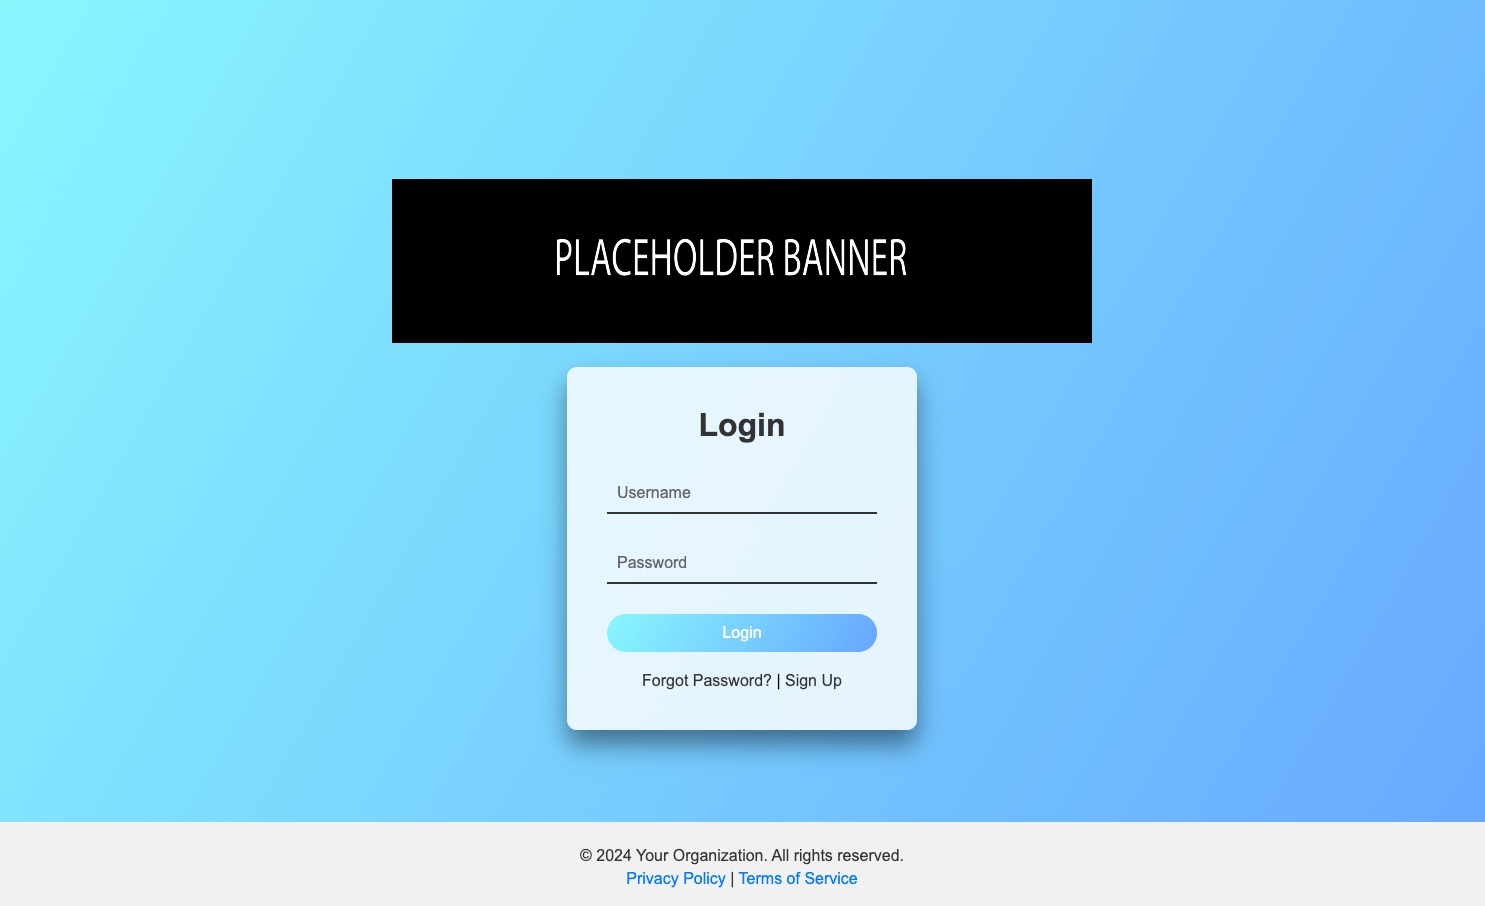 PLACEHOLDER BANNER
Login
Username
Password
Login
Forgot Password? | Sign Up
© 2024 Your Organization. All rights reserved.
Privacy Policy | Terms of Service